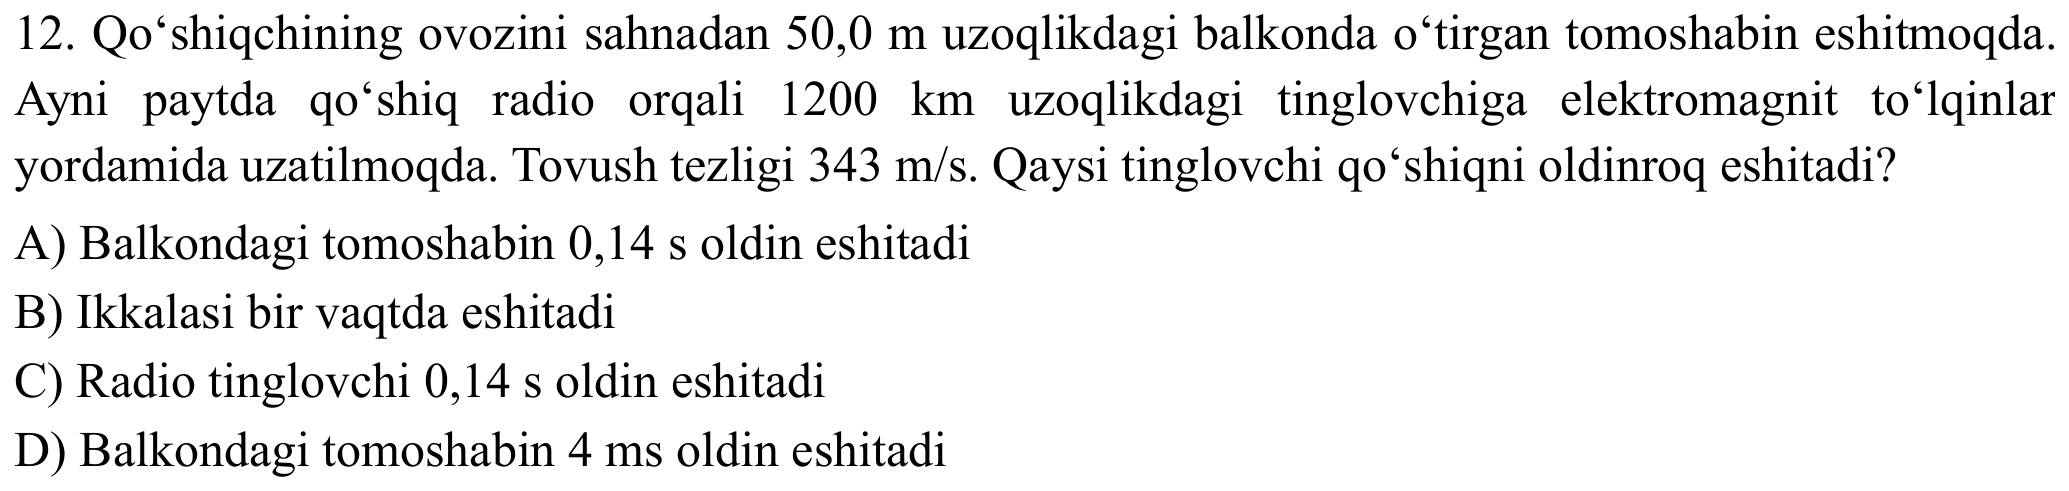 12. Qo‘shiqchining ovozini sahnadan 50,0 m uzoqlikdagi balkonda o‘tirgan tomoshabin eshitmoqda.
Ayni paytda qo‘shiq radio orqali 1200 km uzoqlikdagi tinglovchiga elektromagnit to‘lqinlar
yordamida uzatilmoqda. Tovush tezligi 343 m/s. Qaysi tinglovchi qo‘shiqni oldinroq eshitadi?
A) Balkondagi tomoshabin 0,14 s oldin eshitadi
B) Ikkalasi bir vaqtda eshitadi
C) Radio tinglovchi 0,14 s oldin eshitadi
D) Balkondagi tomoshabin 4 ms oldin eshitadi